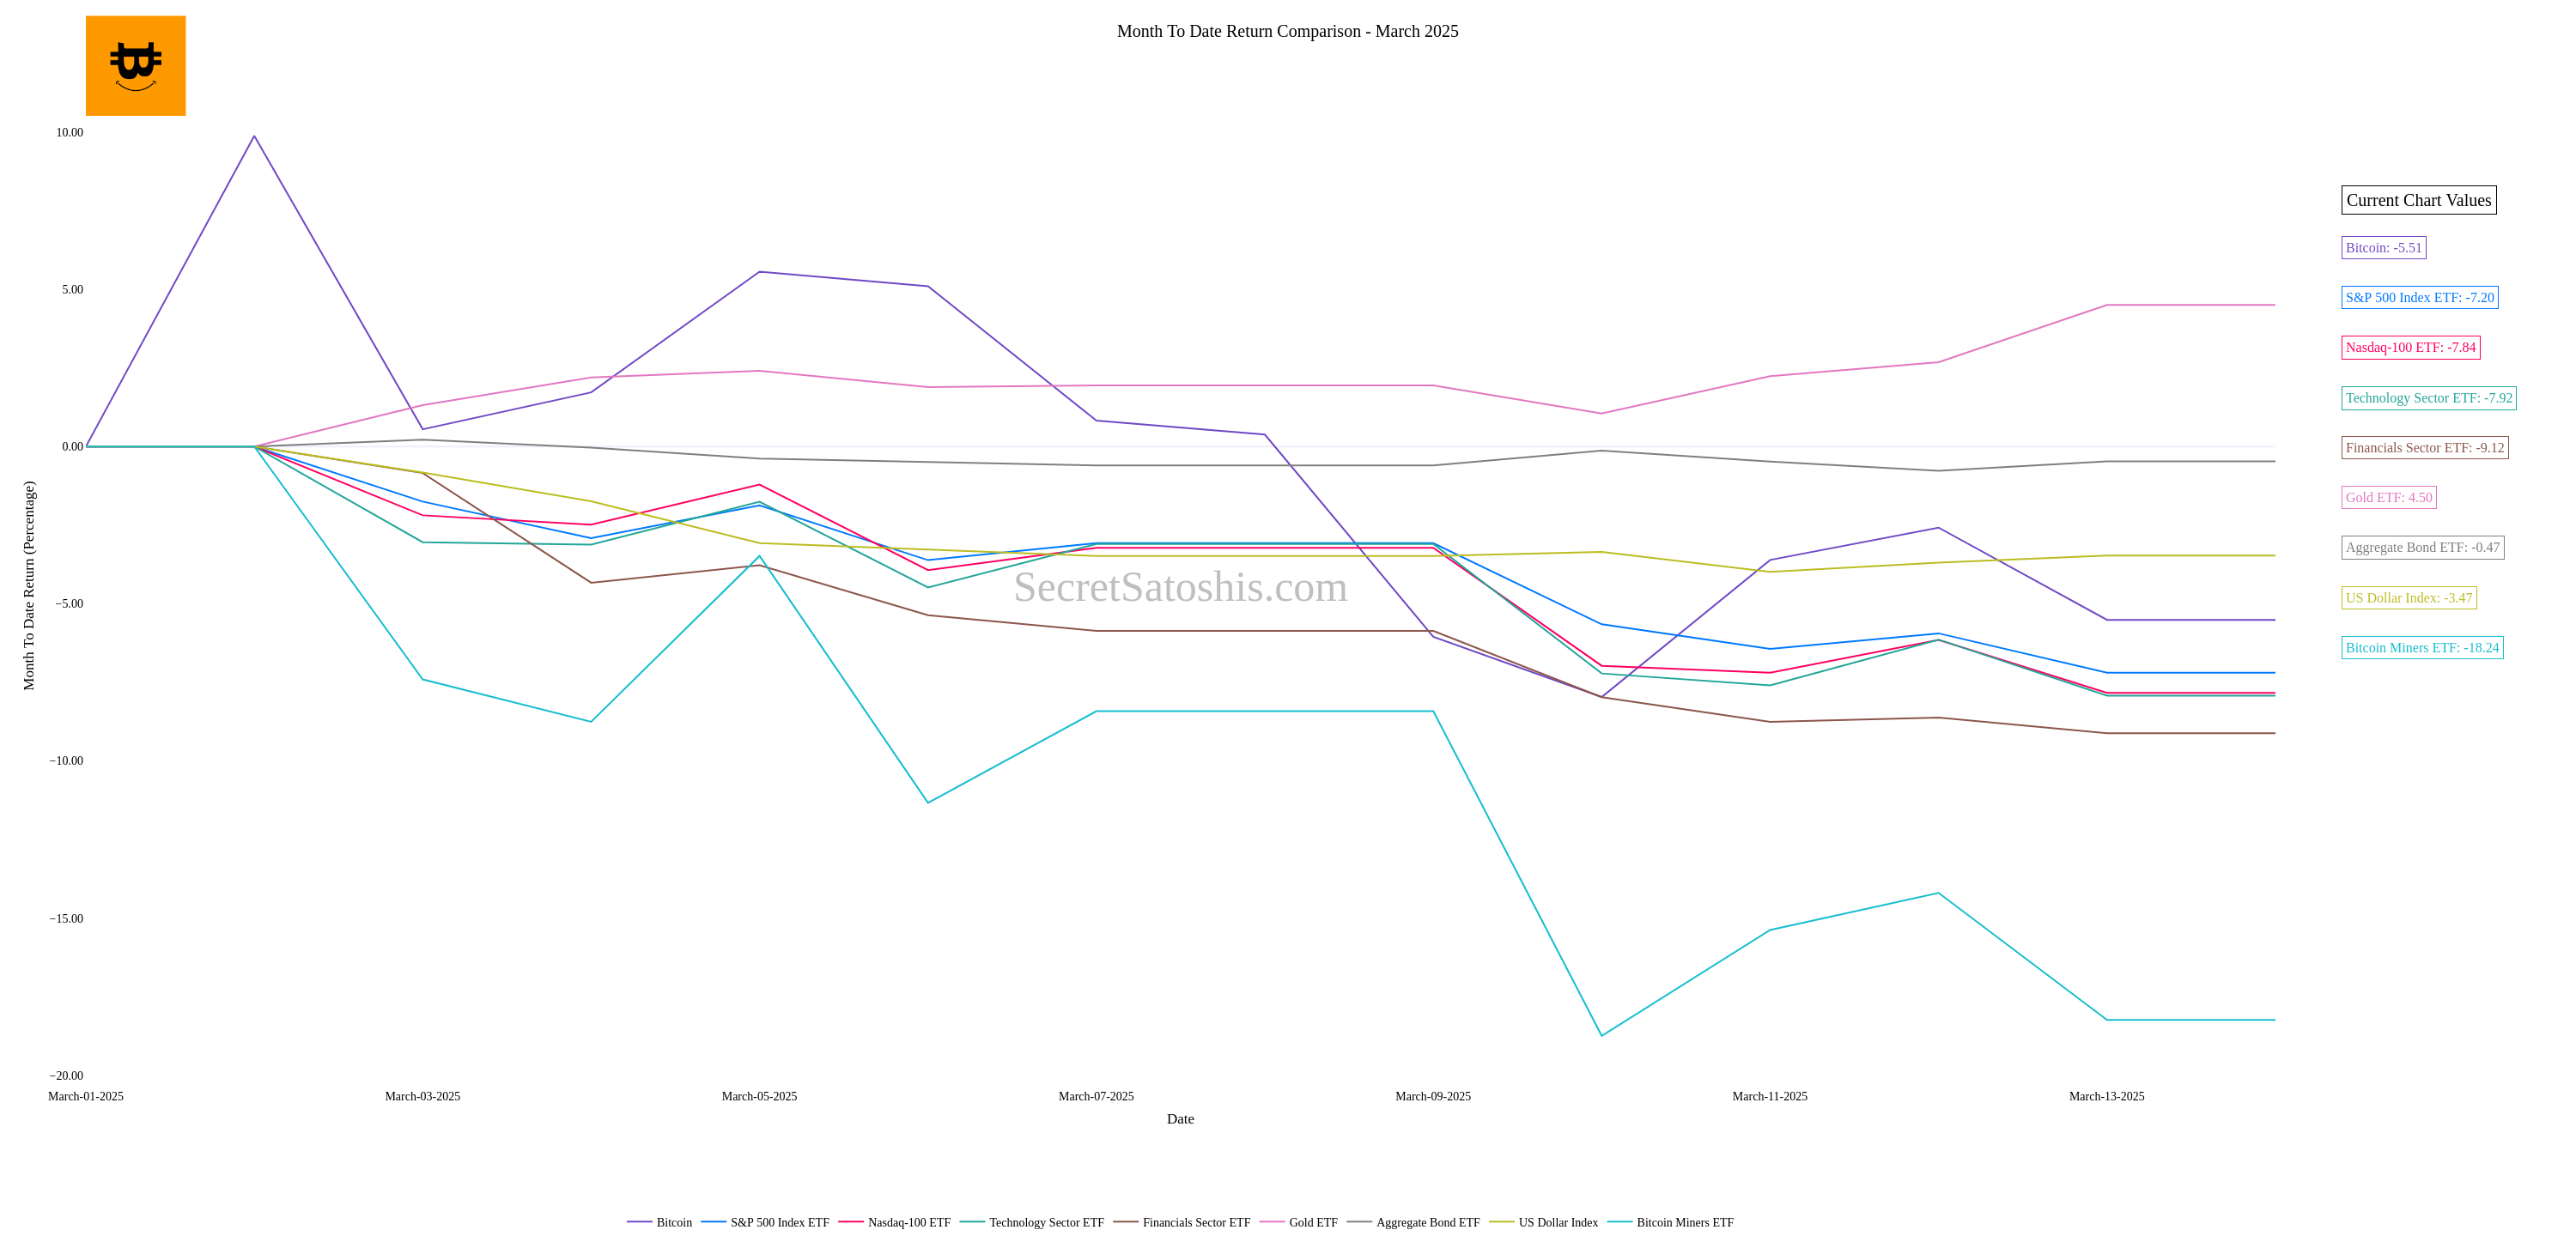 Month To Date Return Comparison - March 2025
10.00
5.00
0.00
−5.00
−10.00
−15.00
−20.00
Month To Date Return (Percentage)
March-01-2025
March-03-2025
March-05-2025
March-07-2025
March-09-2025
March-11-2025
March-13-2025
Date
SecretSatoshis.com
Current Chart Values
Bitcoin: -5.51
S&P 500 Index ETF: -7.20
Nasdaq-100 ETF: -7.84
Technology Sector ETF: -7.92
Financials Sector ETF: -9.12
Gold ETF: 4.50
Aggregate Bond ETF: -0.47
US Dollar Index: -3.47
Bitcoin Miners ETF: -18.24
Bitcoin
S&P 500 Index ETF
Nasdaq-100 ETF
Technology Sector ETF
Financials Sector ETF
Gold ETF
Aggregate Bond ETF
US Dollar Index
Bitcoin Miners ETF